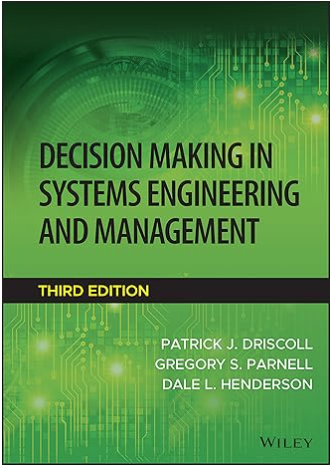 DECISION MAKING IN
SYSTEMS ENGINEERING
AND MANAGEMENT
THIRD EDITION
PATRICK J. DRISCOLL
GREGORY S. PARNELL
DALE L. HENDERSON
WILEY